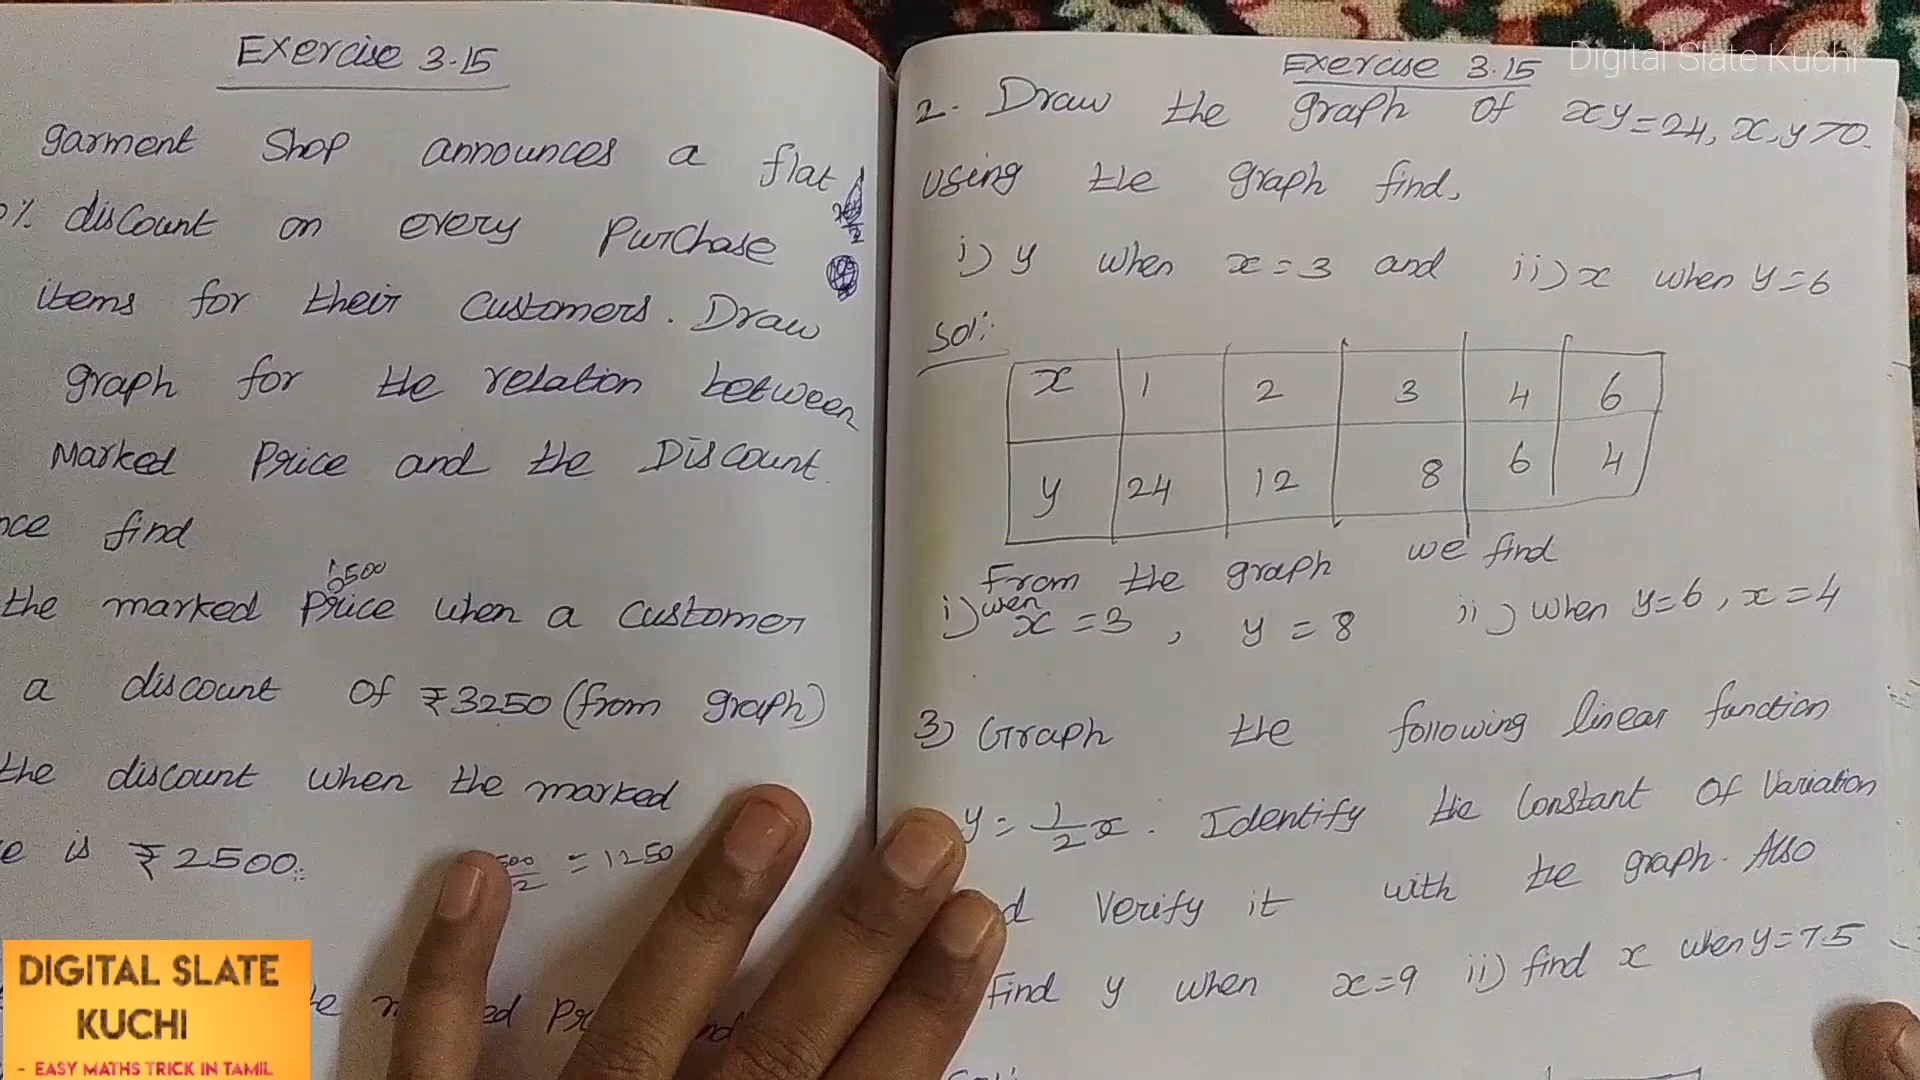 Exercise 3.15
garment Shop announces a flat
% discount on every Purchase
items for their Customers. Draw
graph for the relation between
Marked Price and the Discount.
nce find
6500
the marked Price when a customer
a discount of ₹3250 (from graph)
the discount when the marked
e is ₹2500.
= 1250
Exercise 3.15
2. Draw the graph of xy=24, x,y>0.
using the graph find,
i) y when x=3 and ii) x when y=6
Sol:
x 1 2 3 4 6
y 24 12 8 6 4
From the graph we find
i) wen x=3, y=8 ii) when y=6, x=4
3) Graph the following linear function
y= 1/2 x. Identify the Constant of Variation
d Verify it with the graph. Also
Find y when x=9 ii) find x when y=7.5
Digital Slate Kuchi
DIGITAL SLATE
KUCHI
- EASY MATHS TRICK IN TAMIL